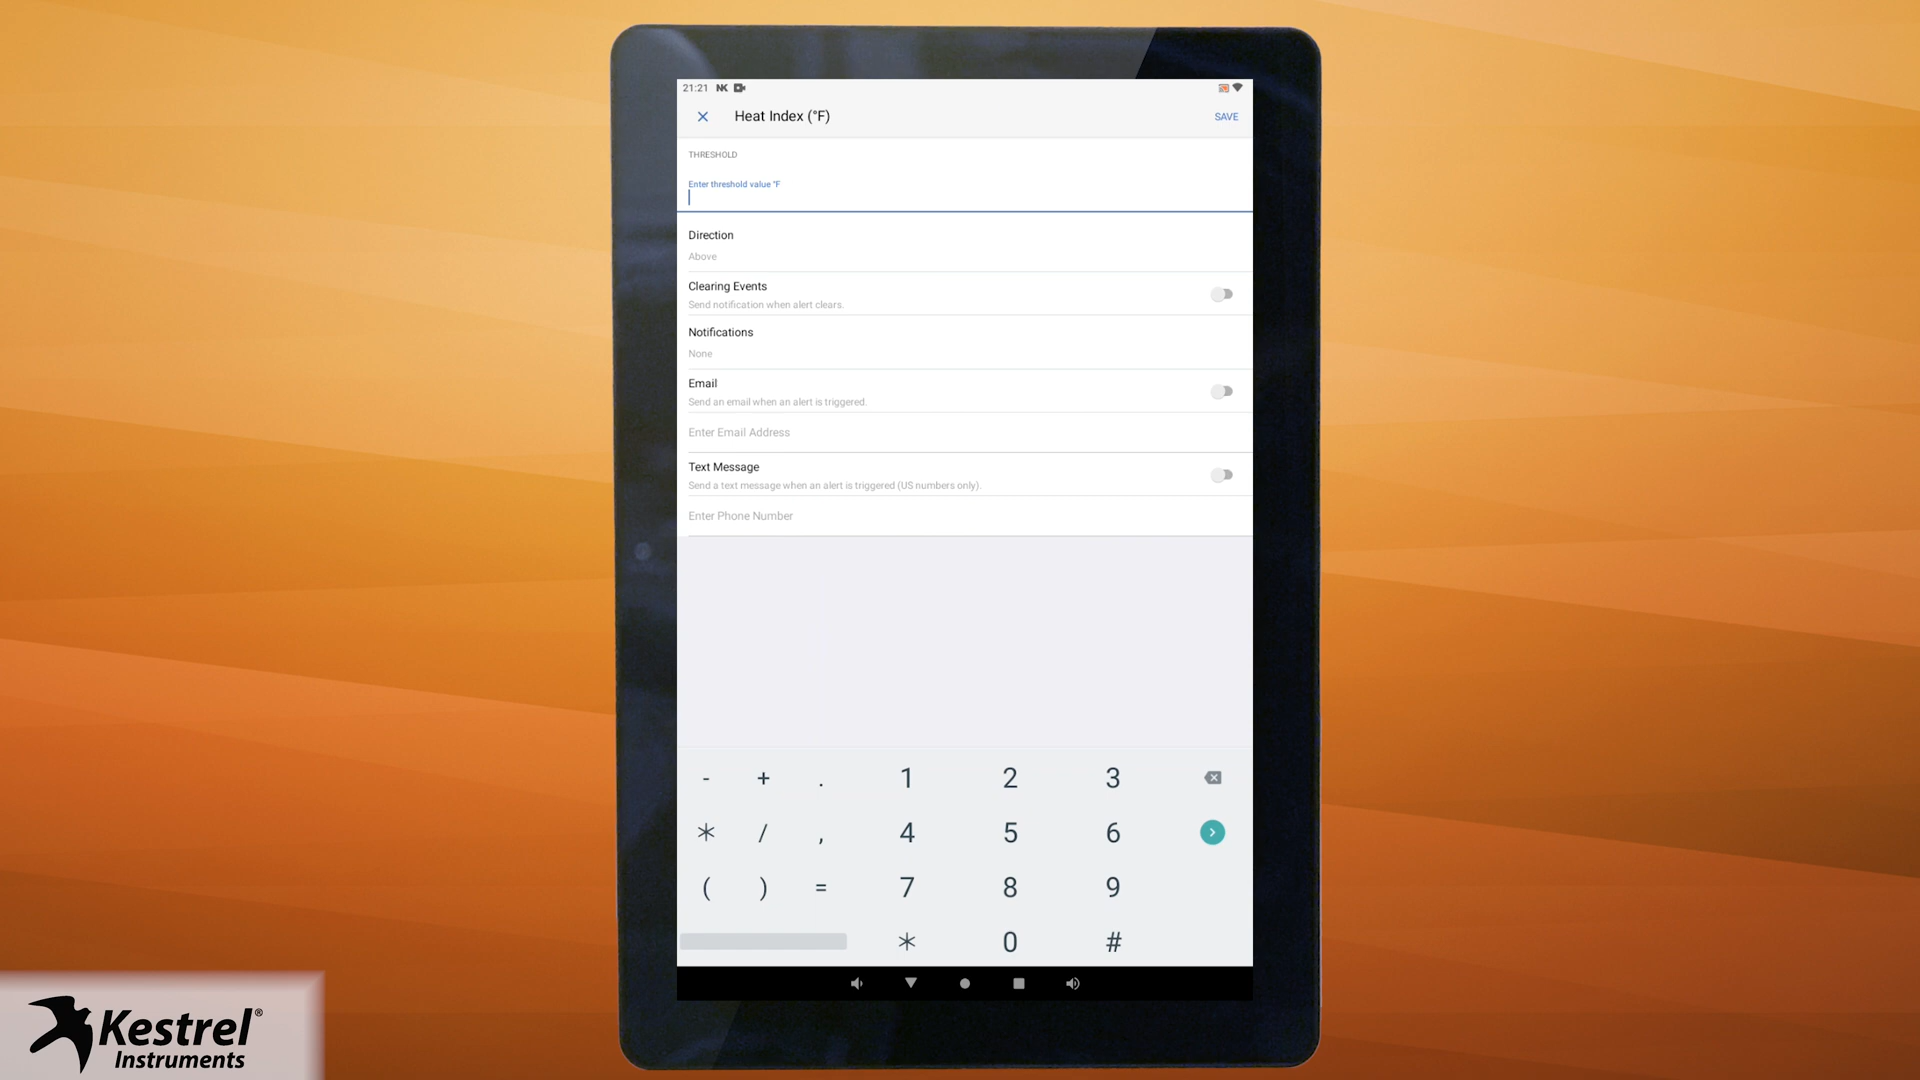 21:21 NK
Heat Index (°F)
SAVE
THRESHOLD
Enter threshold value °F
Direction
Above
Clearing Events
Send notification when alert clears.
Notifications
None
Email
Send an email when an alert is triggered.
Enter Email Address
Text Message
Send a text message when an alert is triggered (US numbers only).
Enter Phone Number
- + . 1 2 3
* / , 4 5 6
( ) = 7 8 9
* 0 #
Kestrel®
Instruments